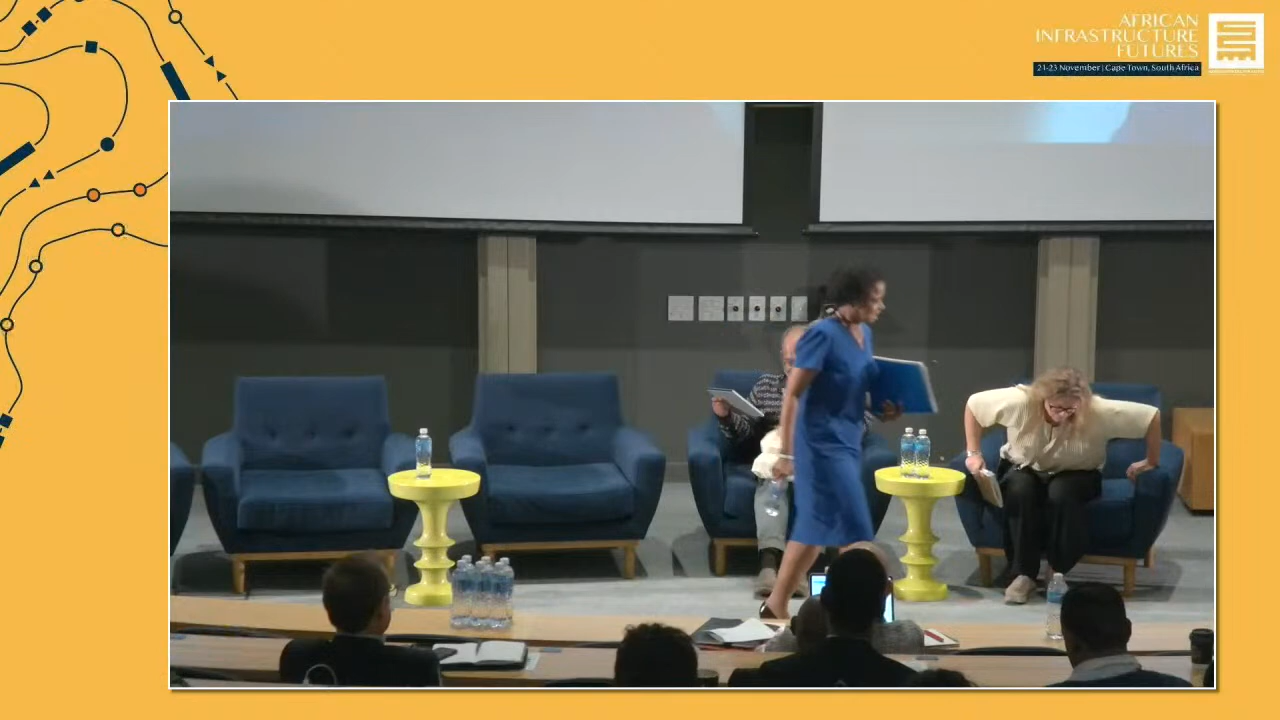 AFRICAN
INFRASTRUCTURE
FUTURES
21-23 November | Cape Town, South Africa